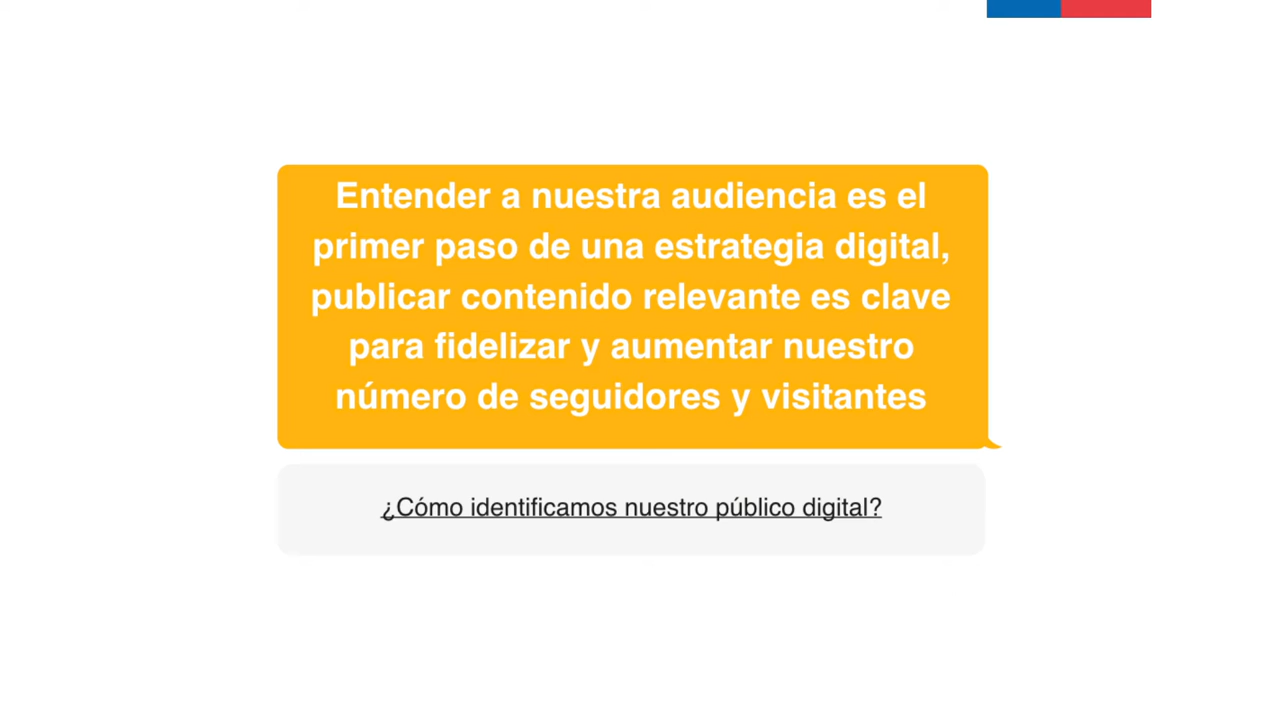 Entender a nuestra audiencia es el
primer paso de una estrategia digital,
publicar contenido relevante es clave
para fidelizar y aumentar nuestro
número de seguidores y visitantes
¿Cómo identificamos nuestro público digital?